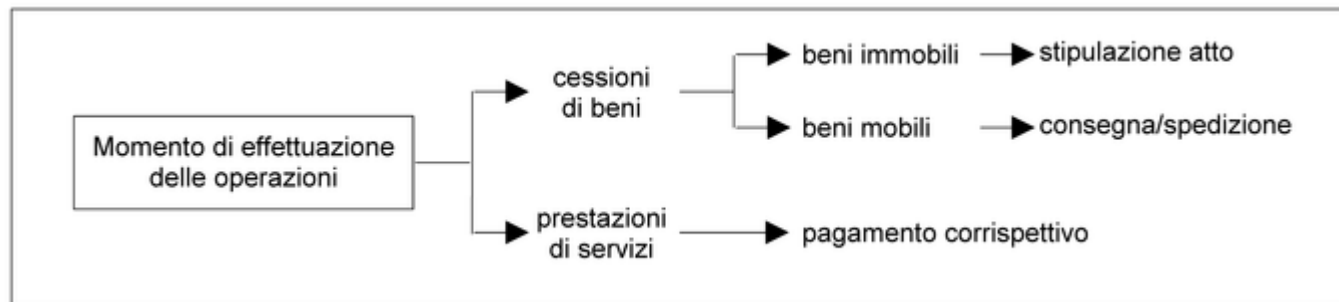 Momento di effettuazione
delle operazioni
cessioni
di beni
beni immobili
stipulazione atto
beni mobili
consegna/spedizione
prestazioni
di servizi
pagamento corrispettivo